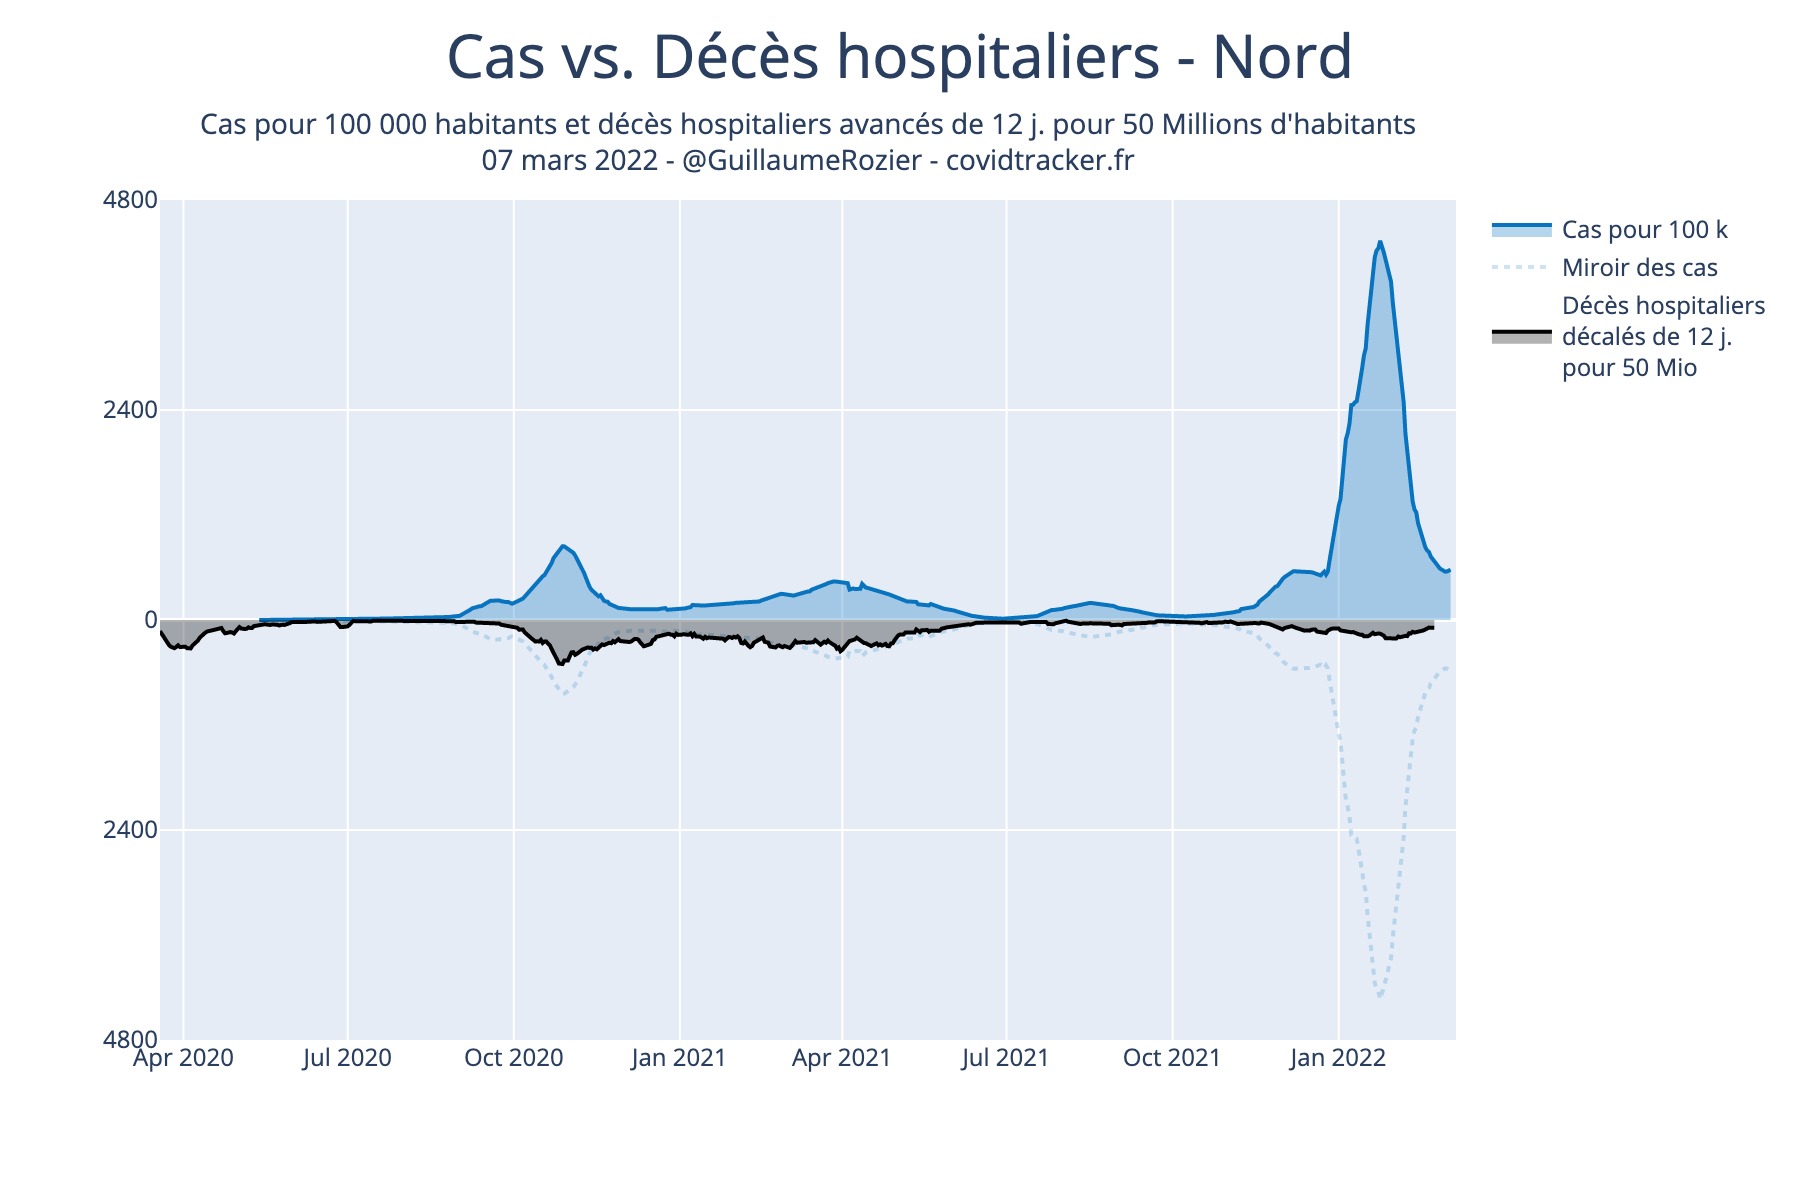 Cas vs. Décès hospitaliers - Nord
Cas pour 100 000 habitants et décès hospitaliers avancés de 12 j. pour 50 Millions d'habitants
07 mars 2022 - @GuillaumeRozier - covidtracker.fr
4800
2400
0
2400
4800
Apr 2020
Jul 2020
Oct 2020
Jan 2021
Apr 2021
Jul 2021
Oct 2021
Jan 2022
Cas pour 100 k
Miroir des cas
Décès hospitaliers
décalés de 12 j.
pour 50 Mio